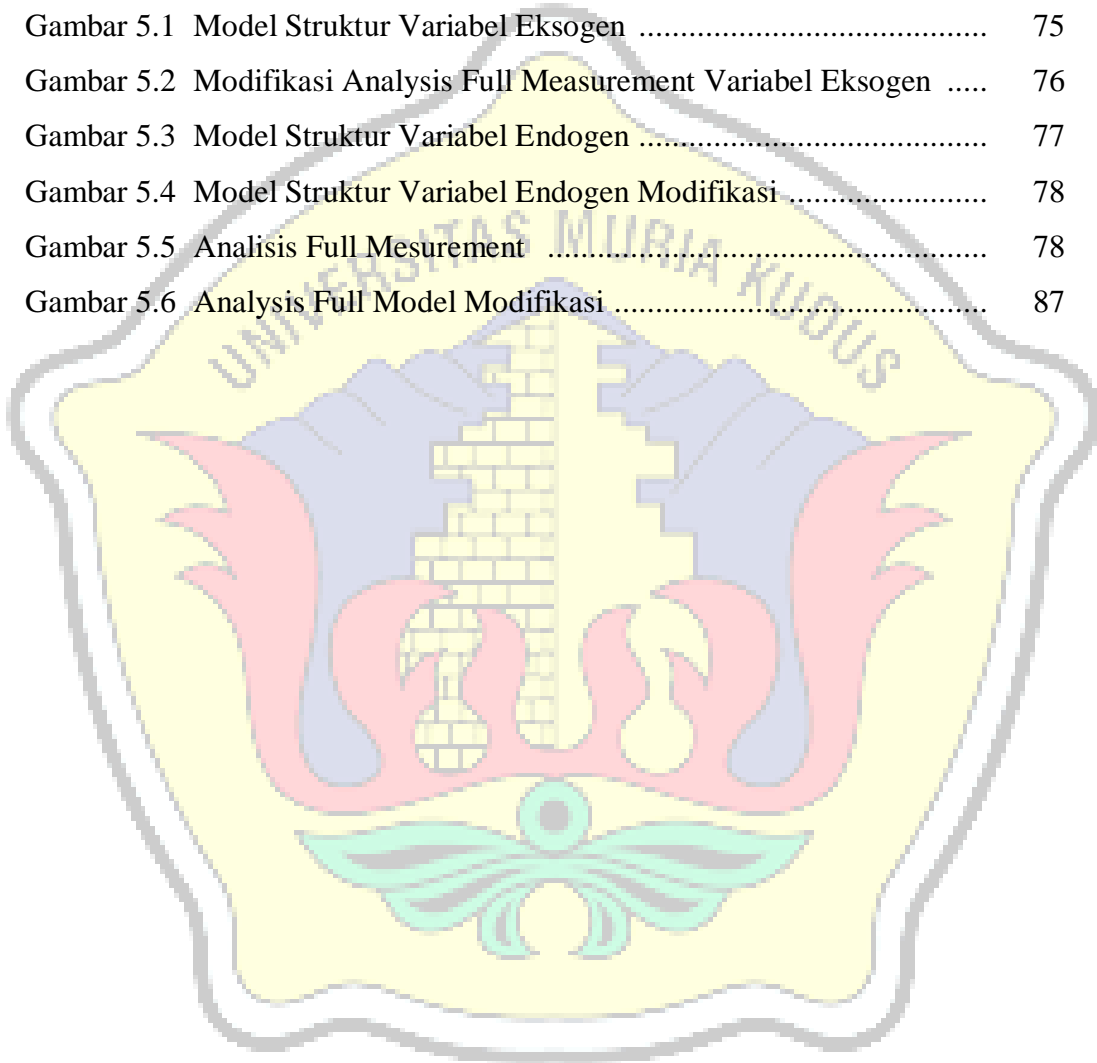 Gambar 5.1 Model Struktur Variabel Eksogen ........................................... 75
Gambar 5.2 Modifikasi Analysis Full Measurement Variabel Eksogen ..... 76
Gambar 5.3 Model Struktur Variabel Endogen ........................................... 77
Gambar 5.4 Model Struktur Variabel Endogen Modifikasi ........................ 78
Gambar 5.5 Analisis Full Mesurement ...................................................... 78
Gambar 5.6 Analysis Full Model Modifikasi .............................................. 87
UNIVERSITAS MURIA KUDUS